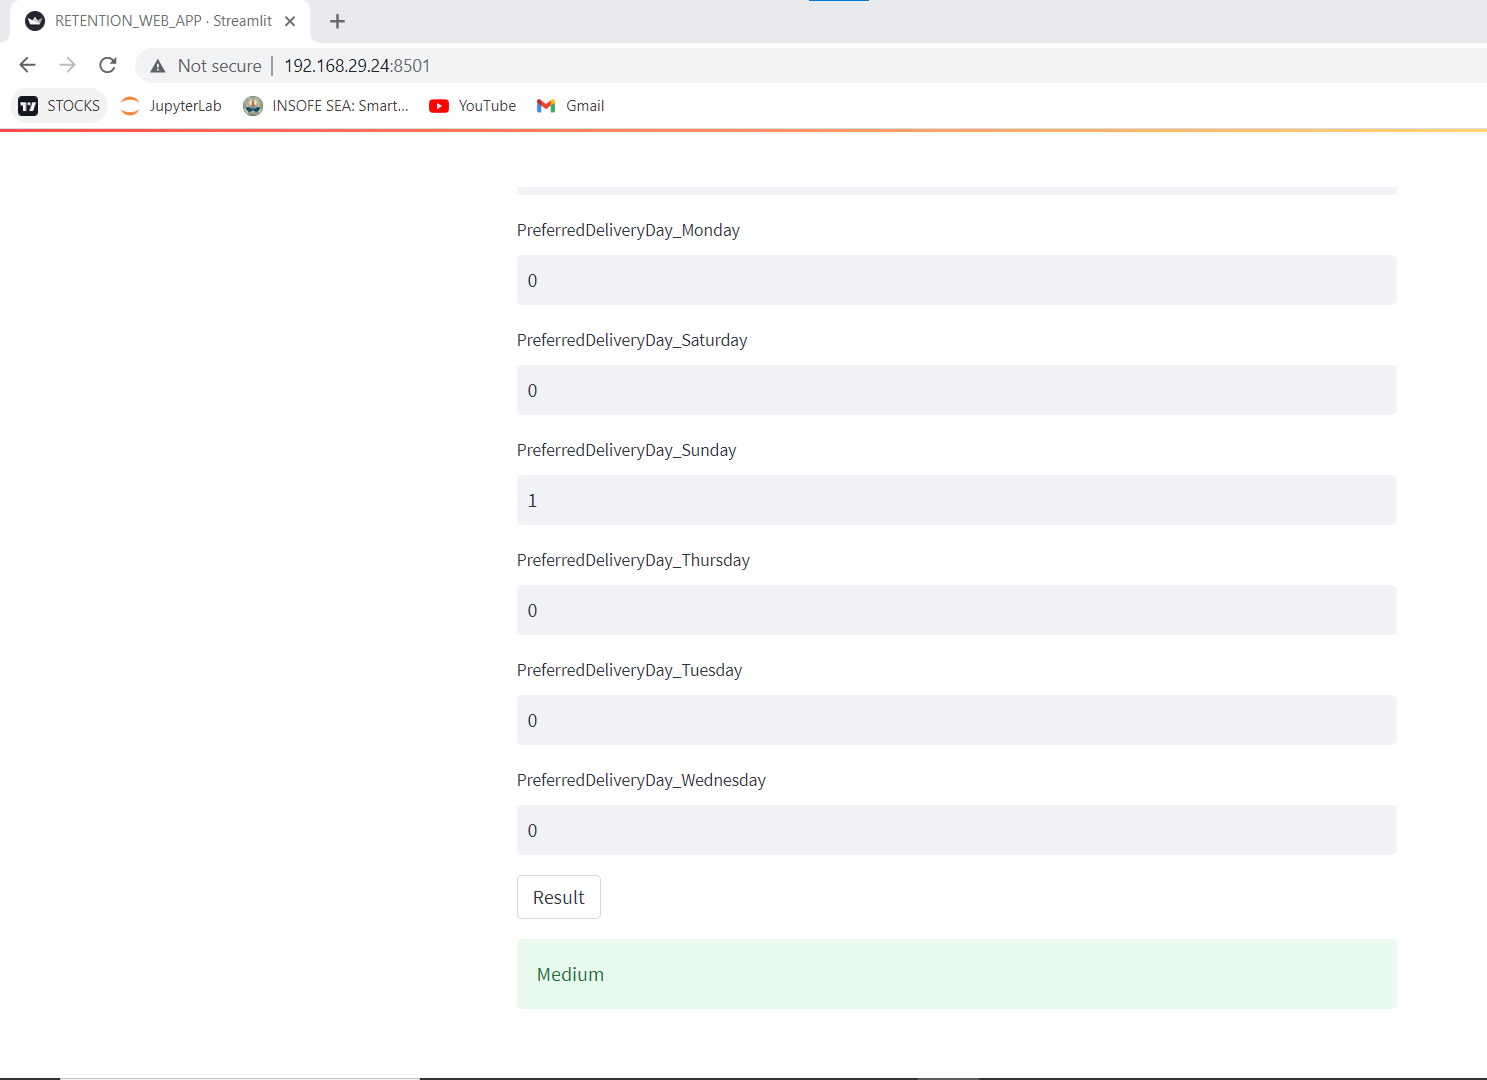 RETENTION_WEB_APP · Streamlit
Not secure 192.168.29.24:8501
STOCKS JupyterLab INSOFE SEA: Smart... YouTube Gmail
PreferredDeliveryDay_Monday
0
PreferredDeliveryDay_Saturday
0
PreferredDeliveryDay_Sunday
1
PreferredDeliveryDay_Thursday
0
PreferredDeliveryDay_Tuesday
0
PreferredDeliveryDay_Wednesday
0
Result
Medium